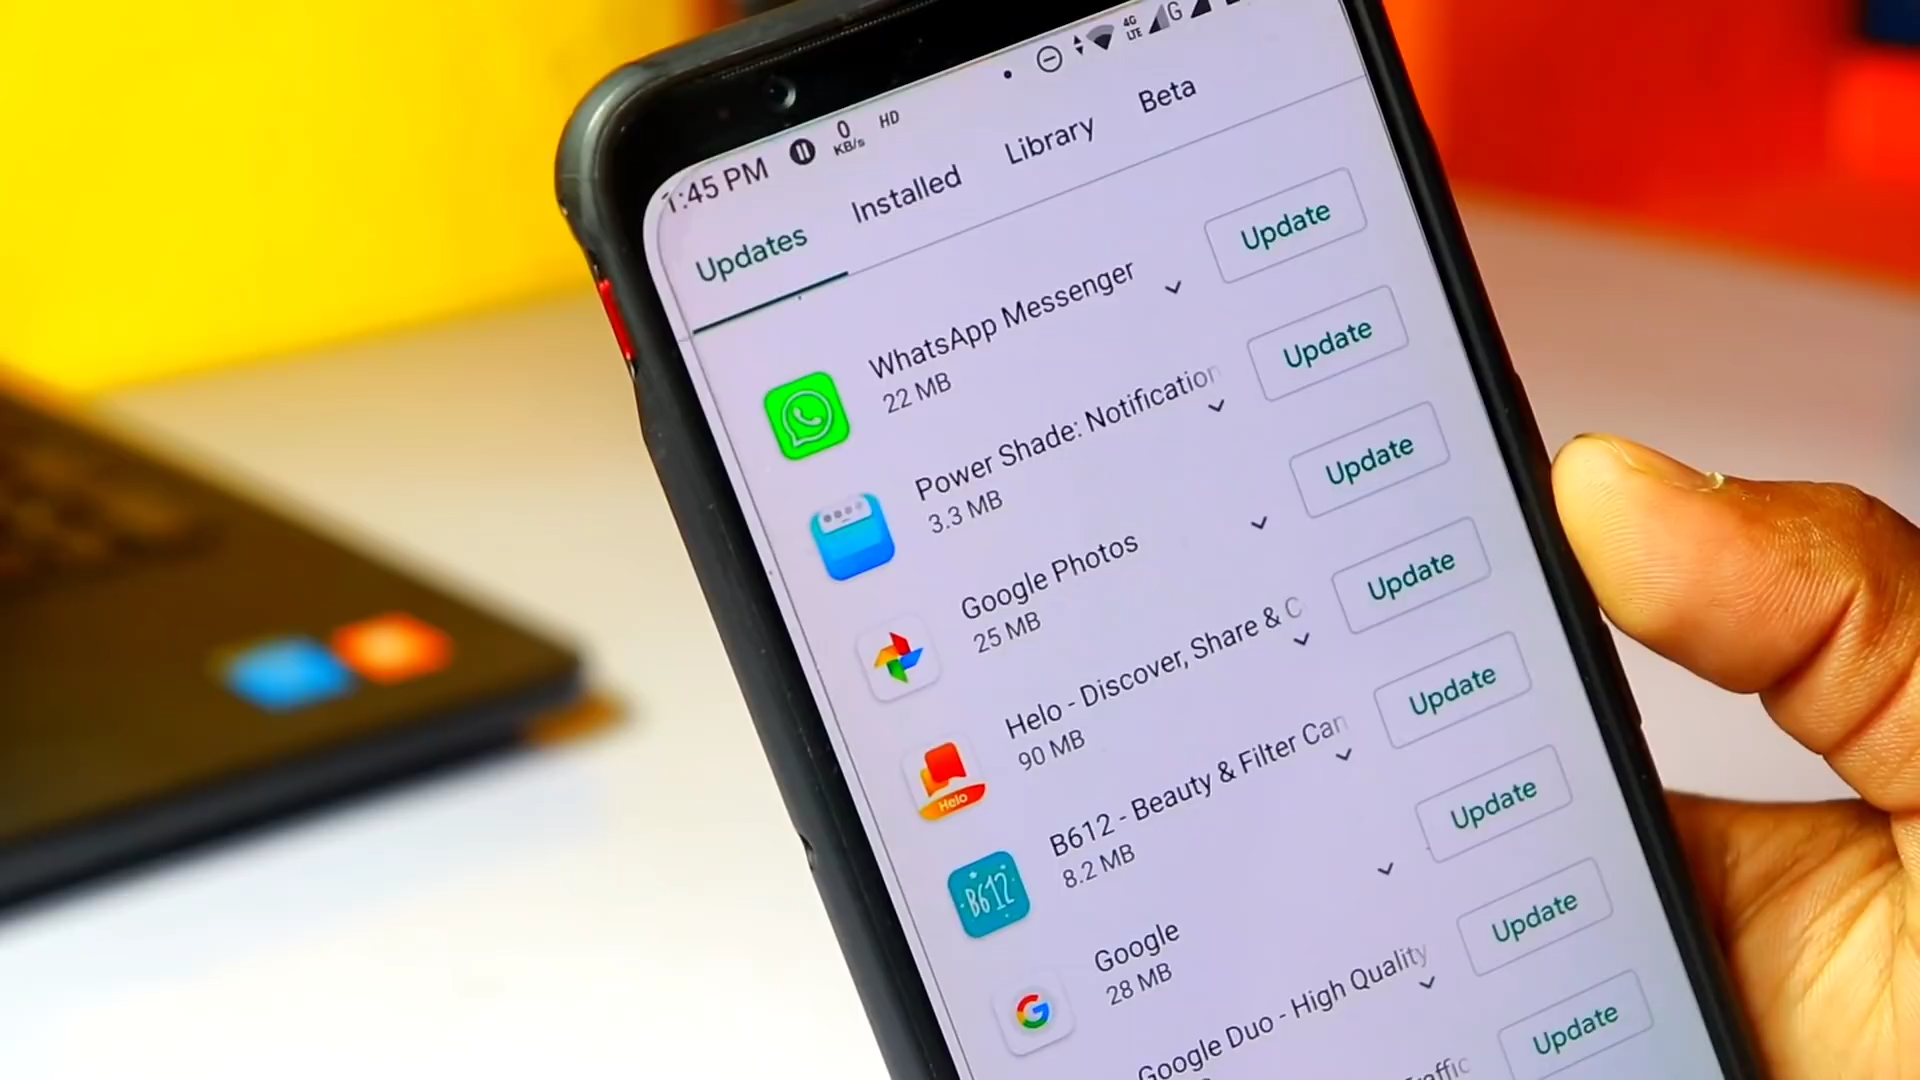 1:45 PM 0 KB/s HD 4G LTE G
Updates Installed Library Beta
WhatsApp Messenger
22 MB
Update
Power Shade: Notification
3.3 MB
Update
Google Photos
25 MB
Update
Helo - Discover, Share & C
90 MB
Update
Helo
B612 - Beauty & Filter Cam
8.2 MB
Update
B612
Google
28 MB
Update
Google Duo - High Quality
Update
Update